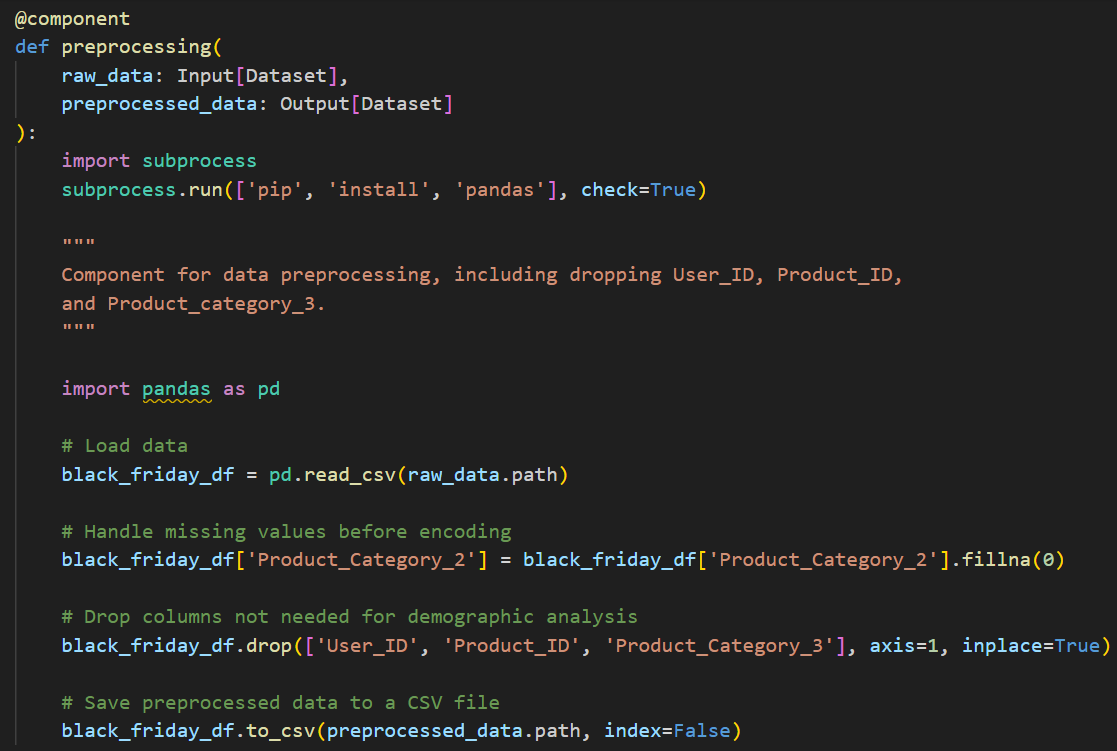 @component
def preprocessing(
    raw_data: Input[Dataset],
    preprocessed_data: Output[Dataset]
):
    import subprocess
    subprocess.run(['pip', 'install', 'pandas'], check=True)

    """
    Component for data preprocessing, including dropping User_ID, Product_ID,
    and Product_category_3.
    """

    import pandas as pd

    # Load data
    black_friday_df = pd.read_csv(raw_data.path)

    # Handle missing values before encoding
    black_friday_df['Product_Category_2'] = black_friday_df['Product_Category_2'].fillna(0)

    # Drop columns not needed for demographic analysis
    black_friday_df.drop(['User_ID', 'Product_ID', 'Product_Category_3'], axis=1, inplace=True)

    # Save preprocessed data to a CSV file
    black_friday_df.to_csv(preprocessed_data.path, index=False)